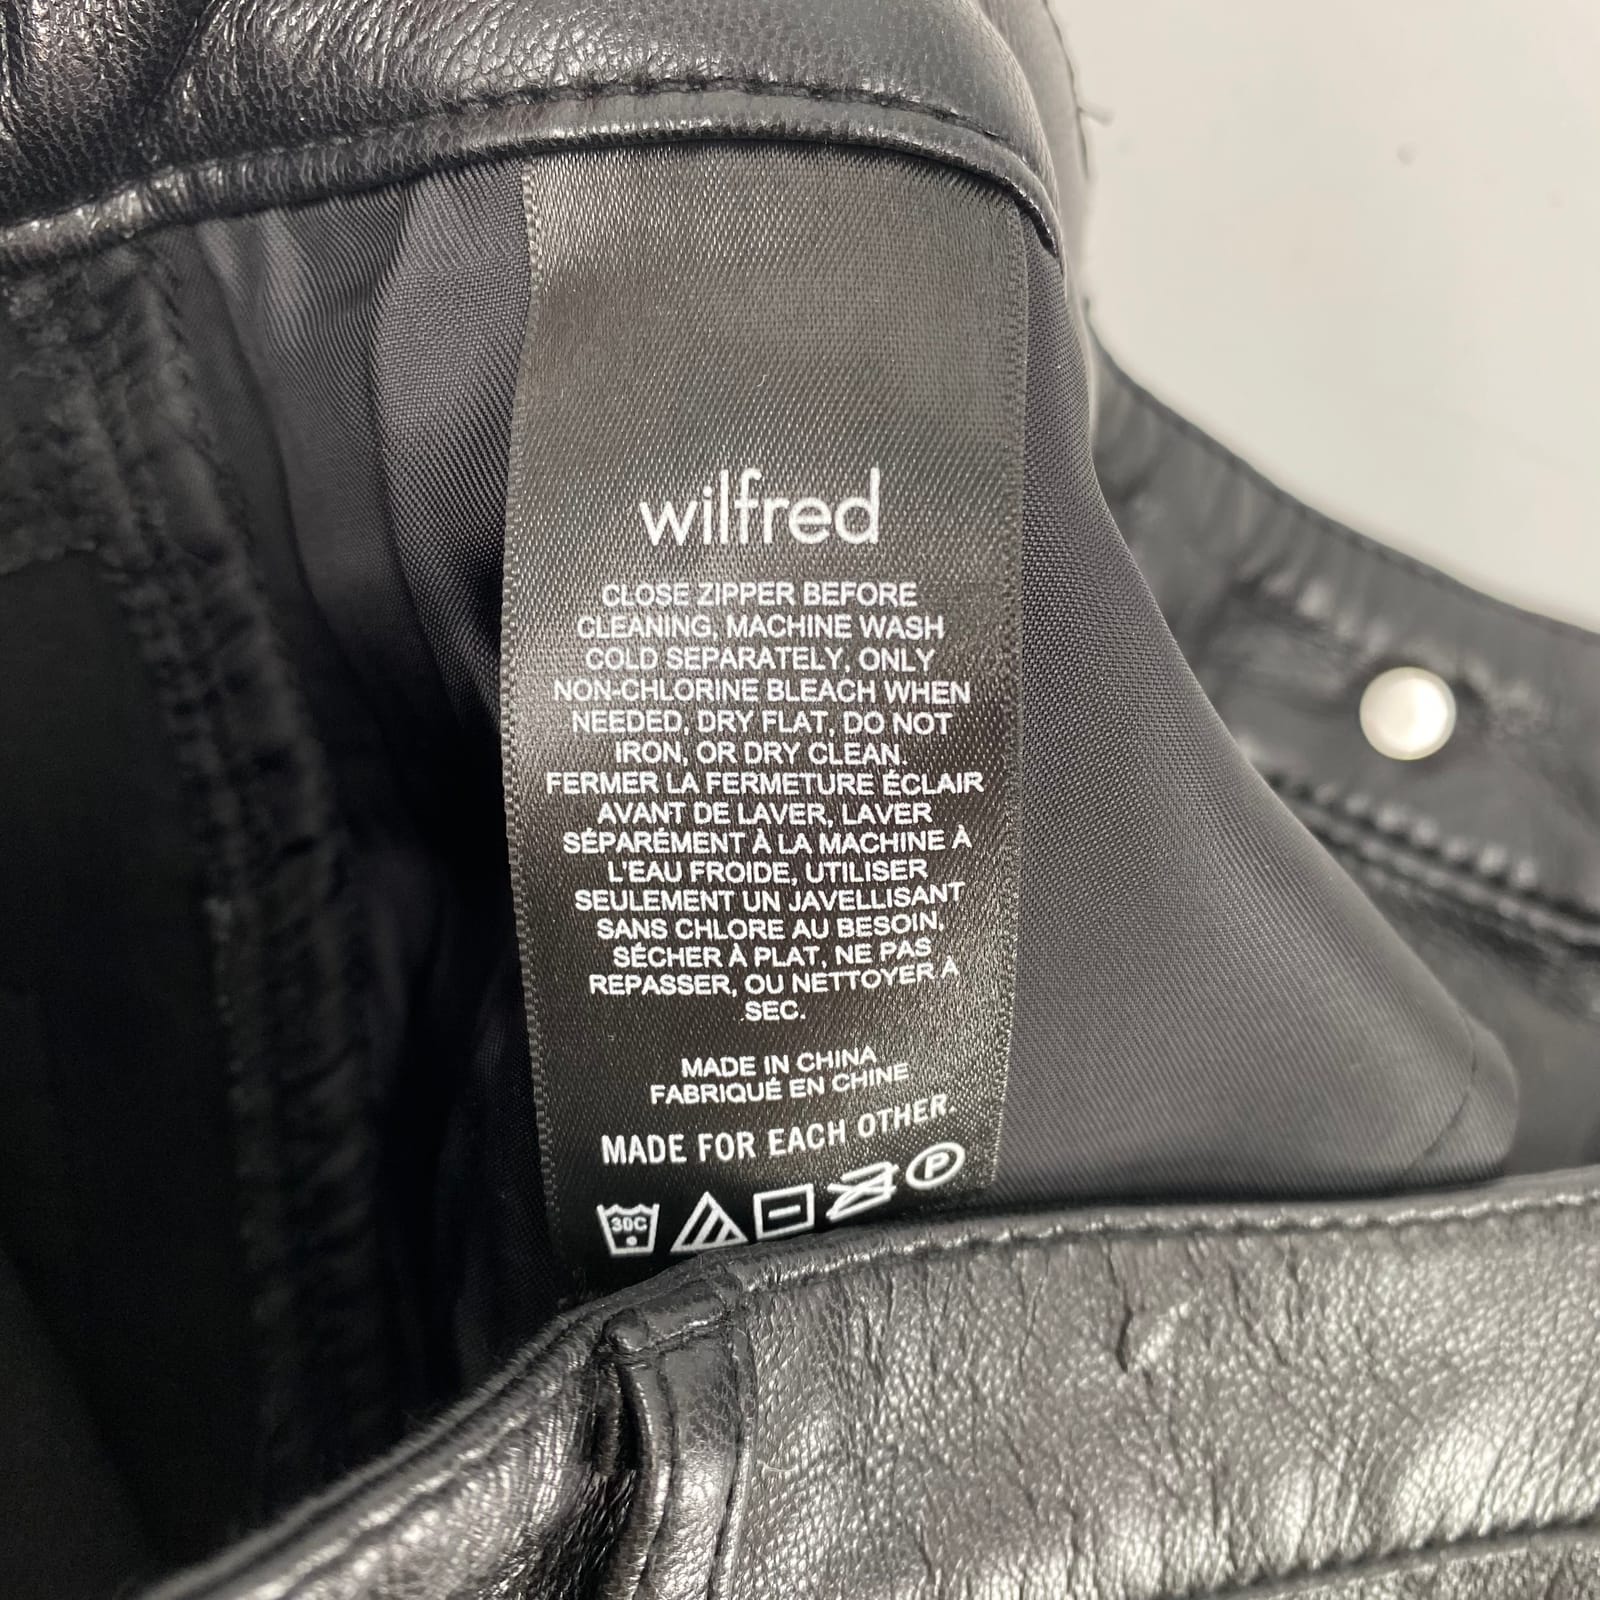 wilfred
CLOSE ZIPPER BEFORE
CLEANING, MACHINE WASH
COLD SEPARATELY, ONLY
NON-CHLORINE BLEACH WHEN
NEEDED, DRY FLAT, DO NOT
IRON, OR DRY CLEAN.
FERMER LA FERMETURE ÉCLAIR
AVANT DE LAVER, LAVER
SÉPARÉMENT À LA MACHINE À
L'EAU FROIDE, UTILISER
SEULEMENT UN JAVELLISANT
SANS CHLORE AU BESOIN,
SÉCHER À PLAT, NE PAS
REPASSER, OU NETTOYER À
SEC.
MADE IN CHINA
FABRIQUÉ EN CHINE
MADE FOR EACH OTHER.
30C P